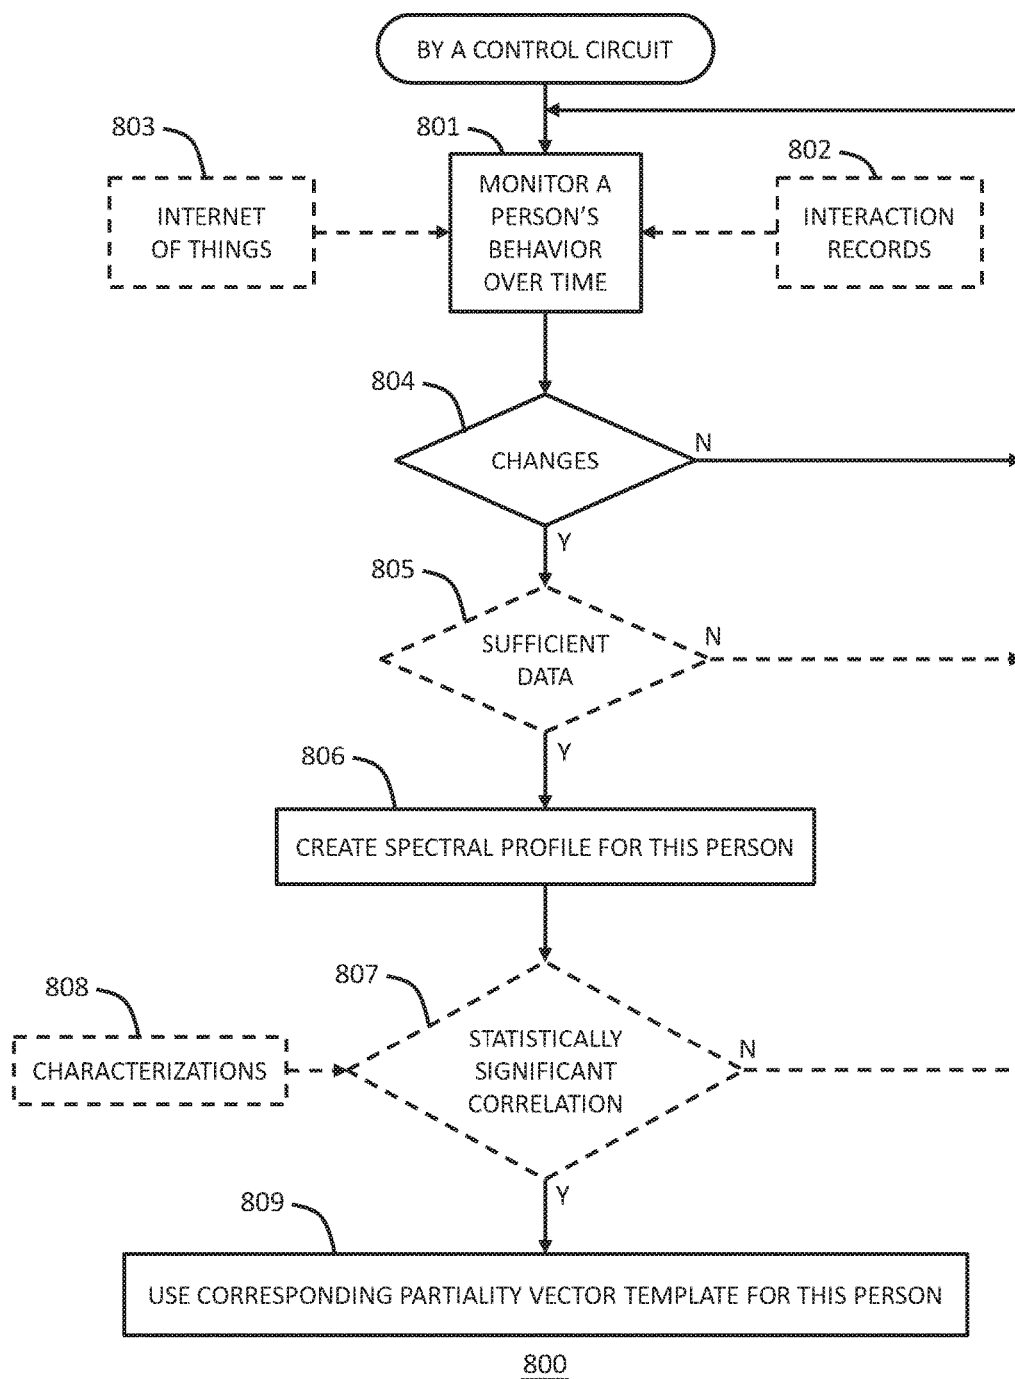 BY A CONTROL CIRCUIT
803
801
802
INTERNET
OF THINGS
MONITOR A
PERSON'S
BEHAVIOR
OVER TIME
INTERACTION
RECORDS
804
CHANGES
N
Y
805
SUFFICIENT
DATA
N
Y
806
CREATE SPECTRAL PROFILE FOR THIS PERSON
808
807
CHARACTERIZATIONS
STATISTICALLY
SIGNIFICANT
CORRELATION
N
Y
809
USE CORRESPONDING PARTIALITY VECTOR TEMPLATE FOR THIS PERSON
800